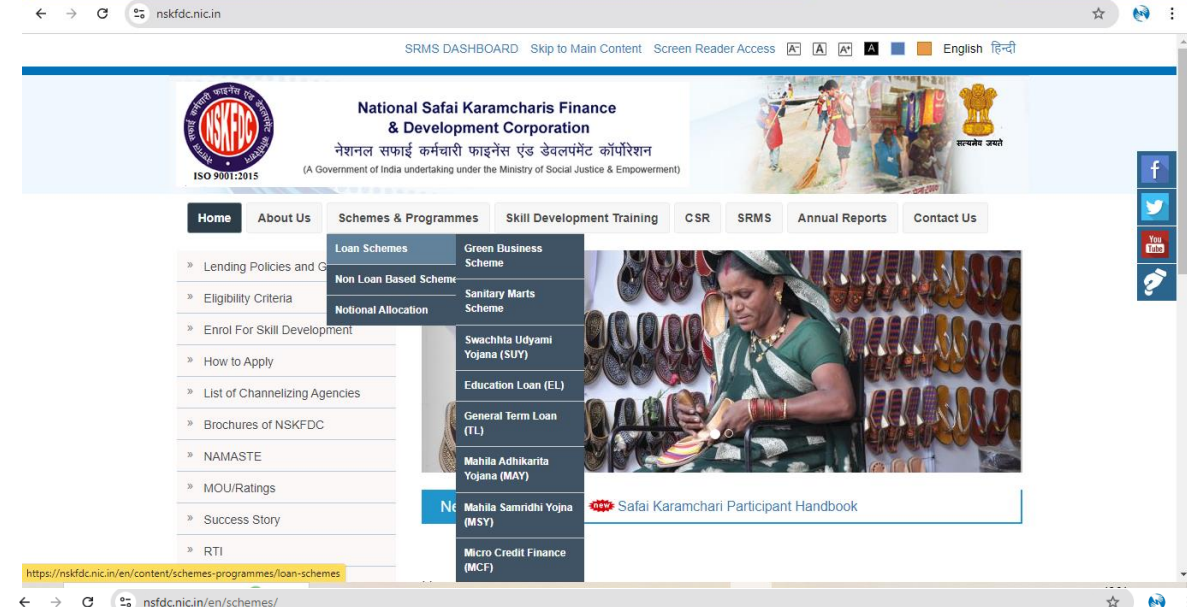 nskfdc.nic.in
SRMS DASHBOARD Skip to Main Content Screen Reader Access A- A A+ A English हिन्दी
NSKFDC
ISO 9001:2015
National Safai Karamcharis Finance
& Development Corporation
नेशनल सफाई कर्मचारी फाइनेंस एंड डेवलपमेंट कॉर्पोरेशन
(A Government of India undertaking under the Ministry of Social Justice & Empowerment)
सत्यमेव जयते
Home About Us Schemes & Programmes Skill Development Training CSR SRMS Annual Reports Contact Us
Loan Schemes
Non Loan Based Scheme
Notional Allocation
Green Business
Scheme
Sanitary Marts
Scheme
Swachhta Udyami
Yojana (SUY)
Education Loan (EL)
General Term Loan
(TL)
Mahila Adhikarita
Yojana (MAY)
Mahila Samridhi Yojna
(MSY)
Micro Credit Finance
(MCF)
» Lending Policies and G
» Eligibility Criteria
» Enrol For Skill Development
» How to Apply
» List of Channelizing Agencies
» Brochures of NSKFDC
» NAMASTE
» MOU/Ratings
» Success Story
» RTI
f
You
Tube
Ne new Safai Karamchari Participant Handbook
https://nskfdc.nic.in/en/content/schemes-programmes/loan-schemes
nsfdc.nic.in/en/schemes/